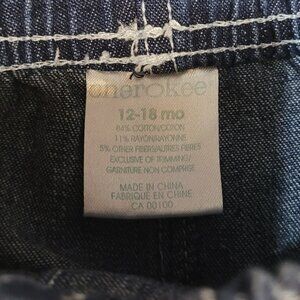 cherokee
12-18 mo
84% COTTON/COTON
11% RAYON/RAYONNE
5% OTHER FIBERS/AUTRES FIBRES
EXCLUSIVE OF TRIMMING/
GARNITURE NON COMPRISE
MADE IN CHINA
FABRIQUE EN CHINE
CA 00100